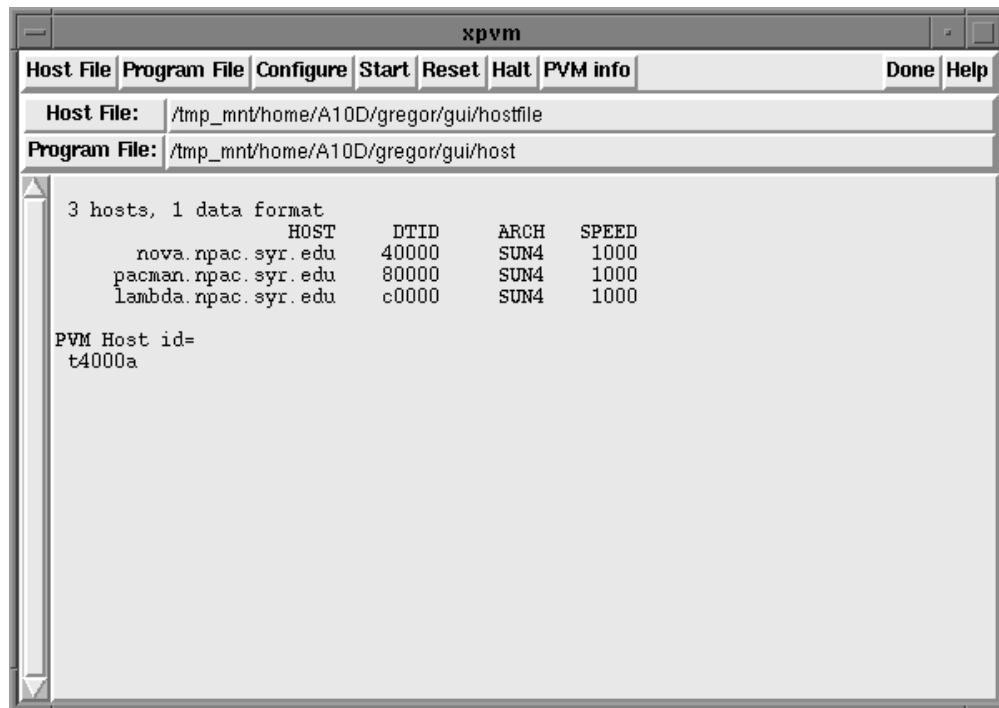 xpvm
Host File Program File Configure Start Reset Halt PVM info Done Help
Host File: /tmp_mnt/home/A10D/gregor/gui/hostfile
Program File: /tmp_mnt/home/A10D/gregor/gui/host
3 hosts, 1 data format
HOST DTID ARCH SPEED
nova.npac.syr.edu 40000 SUN4 1000
pacman.npac.syr.edu 80000 SUN4 1000
lambda.npac.syr.edu c0000 SUN4 1000
PVM Host id=
t4000a